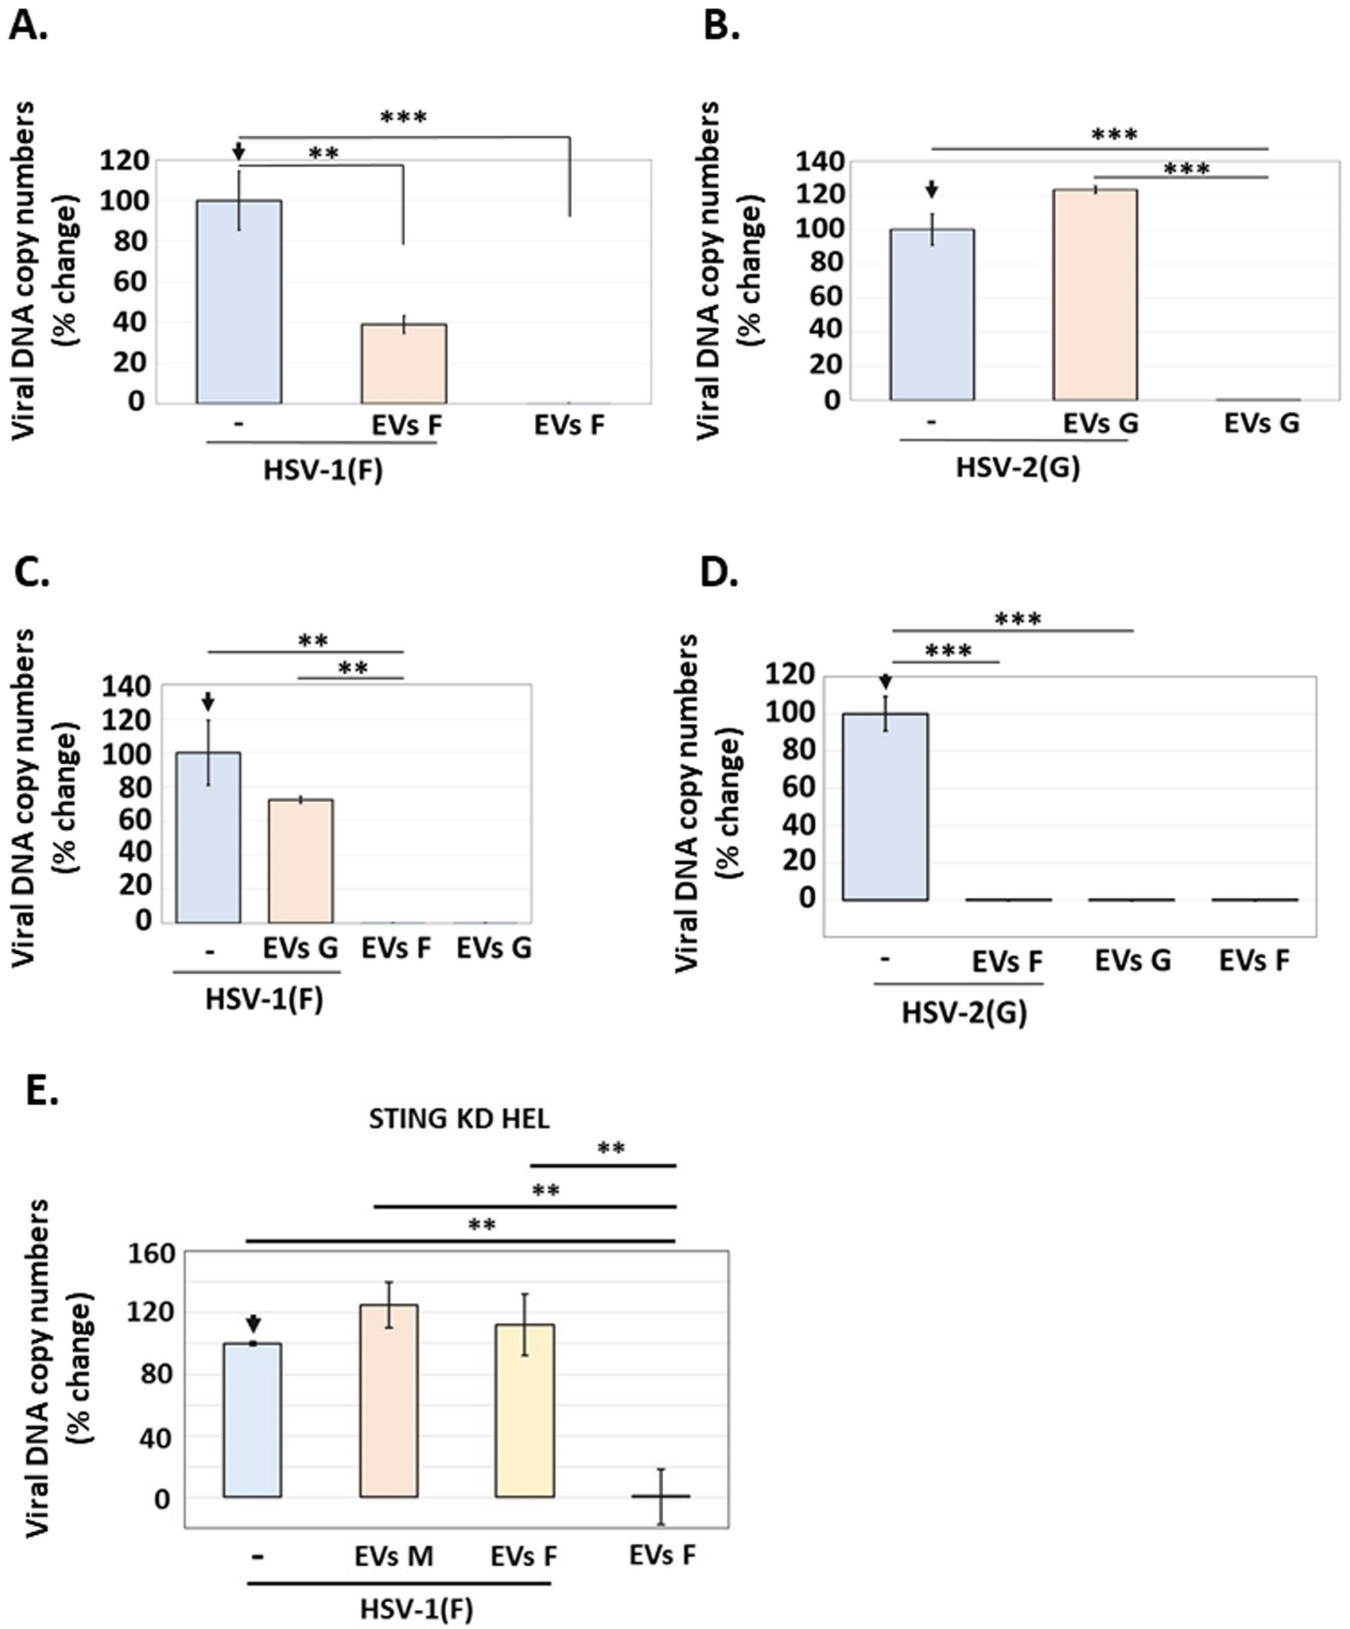 A.
Viral DNA copy numbers
(% change)
***
**
120
100
80
60
40
20
0
-
EVs F
EVs F
HSV-1(F)
B.
Viral DNA copy numbers
(% change)
***
***
140
120
100
80
60
40
20
0
-
EVs G
EVs G
HSV-2(G)
C.
Viral DNA copy numbers
(% change)
**
**
140
120
100
80
60
40
20
0
-
EVs G
EVs F
EVs G
HSV-1(F)
D.
Viral DNA copy numbers
(% change)
***
***
120
100
80
60
40
20
0
-
EVs F
EVs G
EVs F
HSV-2(G)
E.
STING KD HEL
Viral DNA copy numbers
(% change)
**
**
**
160
120
80
40
0
-
EVs M
EVs F
EVs F
HSV-1(F)